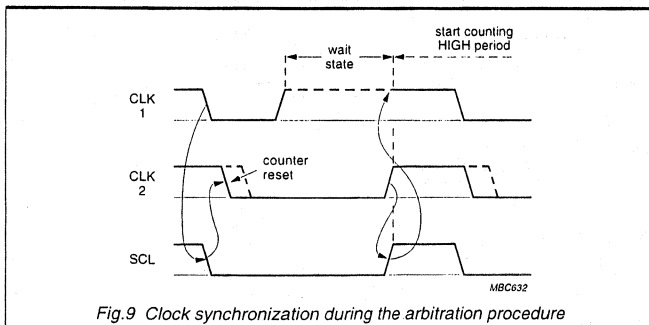 wait
state
start counting
HIGH period
CLK
1
counter
reset
CLK
2
SCL
MBC632
Fig.9 Clock synchronization during the arbitration procedure